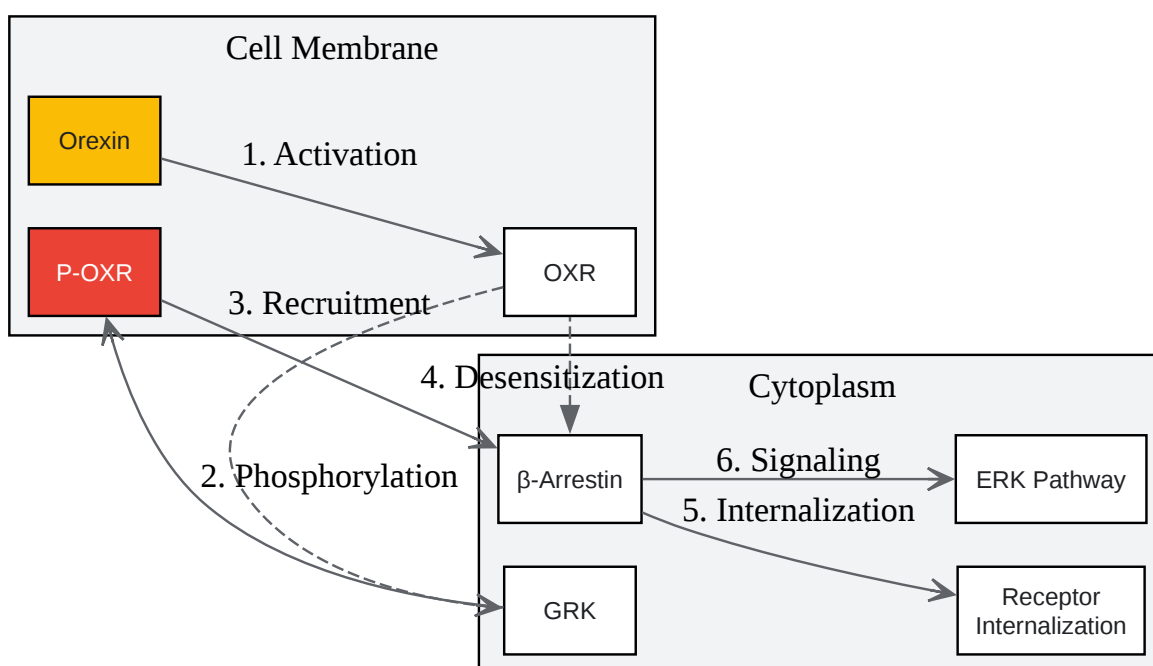 Cell Membrane
Orexin
1. Activation
P-OXR
OXR
3. Recruitment
4. Desensitization
Cytoplasm
2. Phosphorylation
β-Arrestin
6. Signaling
ERK Pathway
5. Internalization
GRK
Receptor
Internalization